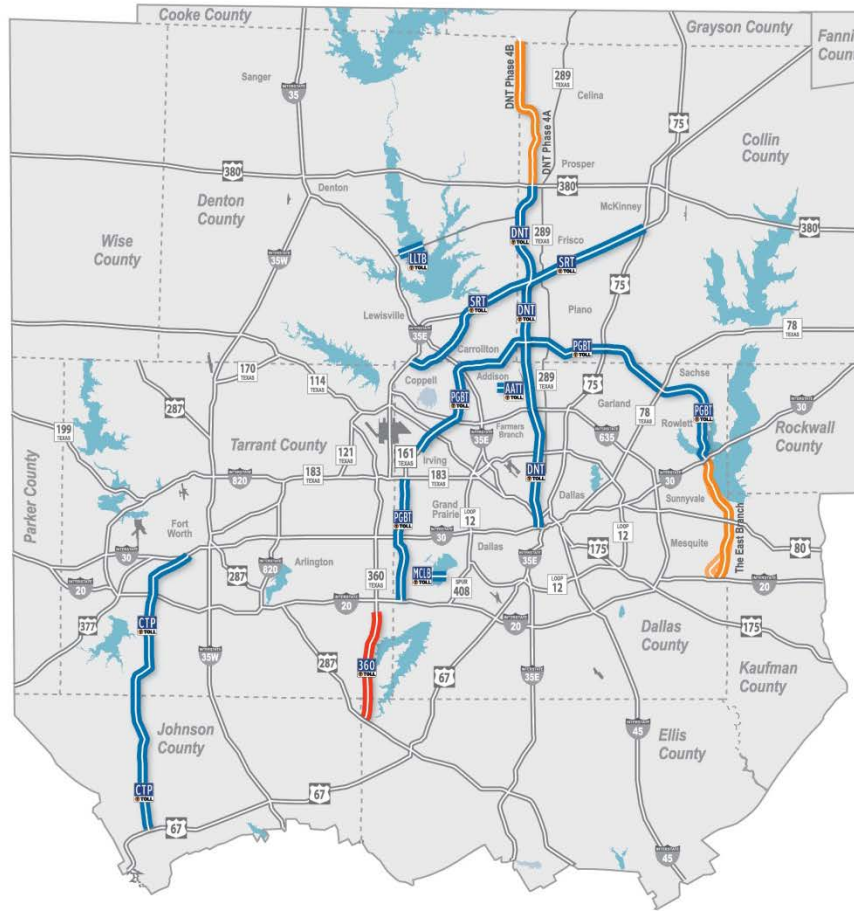 Cooke County
Grayson County
Fannin
County
Sanger
INTERSTATE
35
DNT Phase 4B
289
TEXAS
Celina
75
DNT Phase 4A
Collin
County
Prosper
380
Denton
County
Denton
380
McKinney
Wise
County
DNT
TOLL
289
TEXAS
Frisco
380
35W
LLTB
TOLL
SRT
TOLL
75
SRT
TOLL
DNT
TOLL
Plano
Lewisville
35E
78
TEXAS
Carrollton
PGBT
TOLL
170
TEXAS
114
TEXAS
Coppell
Addison
AATT
TOLL
289
TEXAS
75
Sachse
287
PGBT
TOLL
Garland
78
TEXAS
PGBT
TOLL
Rowlett
30
Rockwall
County
199
TEXAS
Tarrant County
121
TEXAS
161
TEXAS
Irving
Farmers
Branch
35E
635
Parker County
183
TEXAS
820
183
TEXAS
DNT
TOLL
30
Sunnyvale
Fort
Worth
PGBT
TOLL
Grand
Prairie
LOOP
12
Dallas
LOOP
12
Mesquite
The East Branch
30
Arlington
30
Dallas
35E
175
80
20
287
820
360
TEXAS
MCLB
TOLL
SPUR
408
LOOP
12
20
377
20
20
CTP
TOLL
Dallas
County
175
35W
287
360
TOLL
67
35E
Kaufman
County
Johnson
County
Ellis
County
45
CTP
TOLL
67
67
45